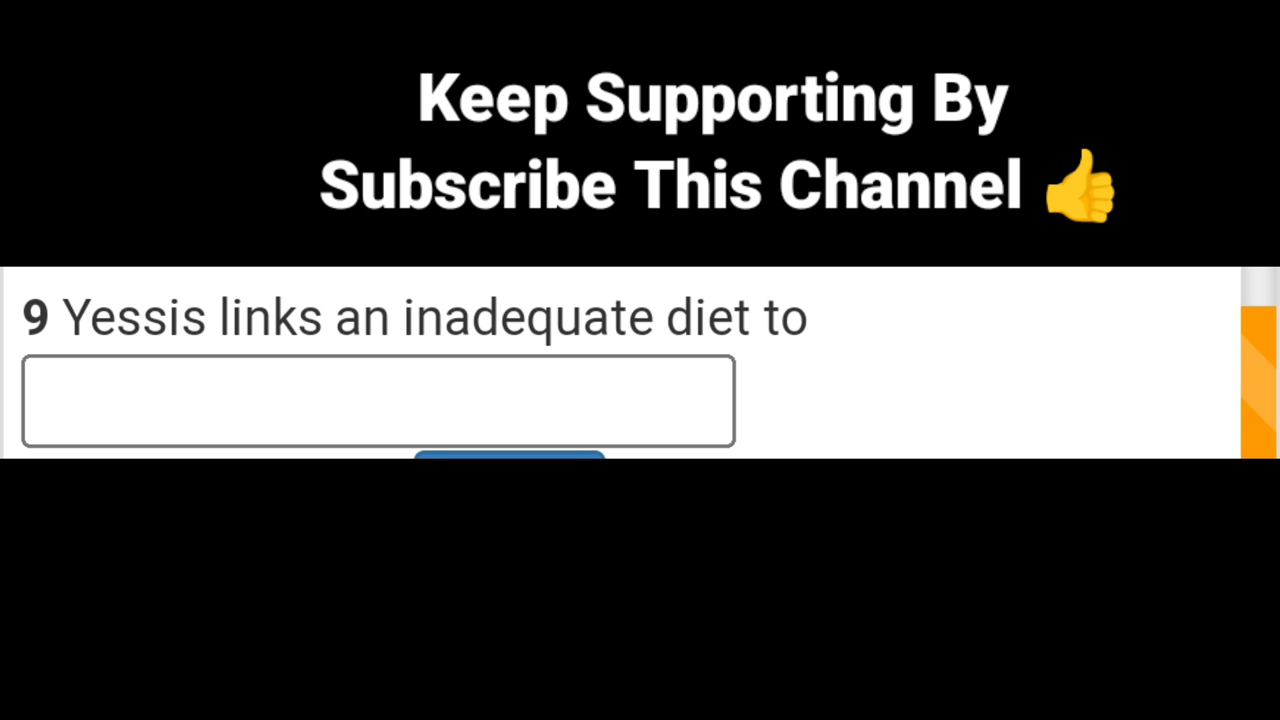 Keep Supporting By
Subscribe This Channel 👍
9 Yessis links an inadequate diet to